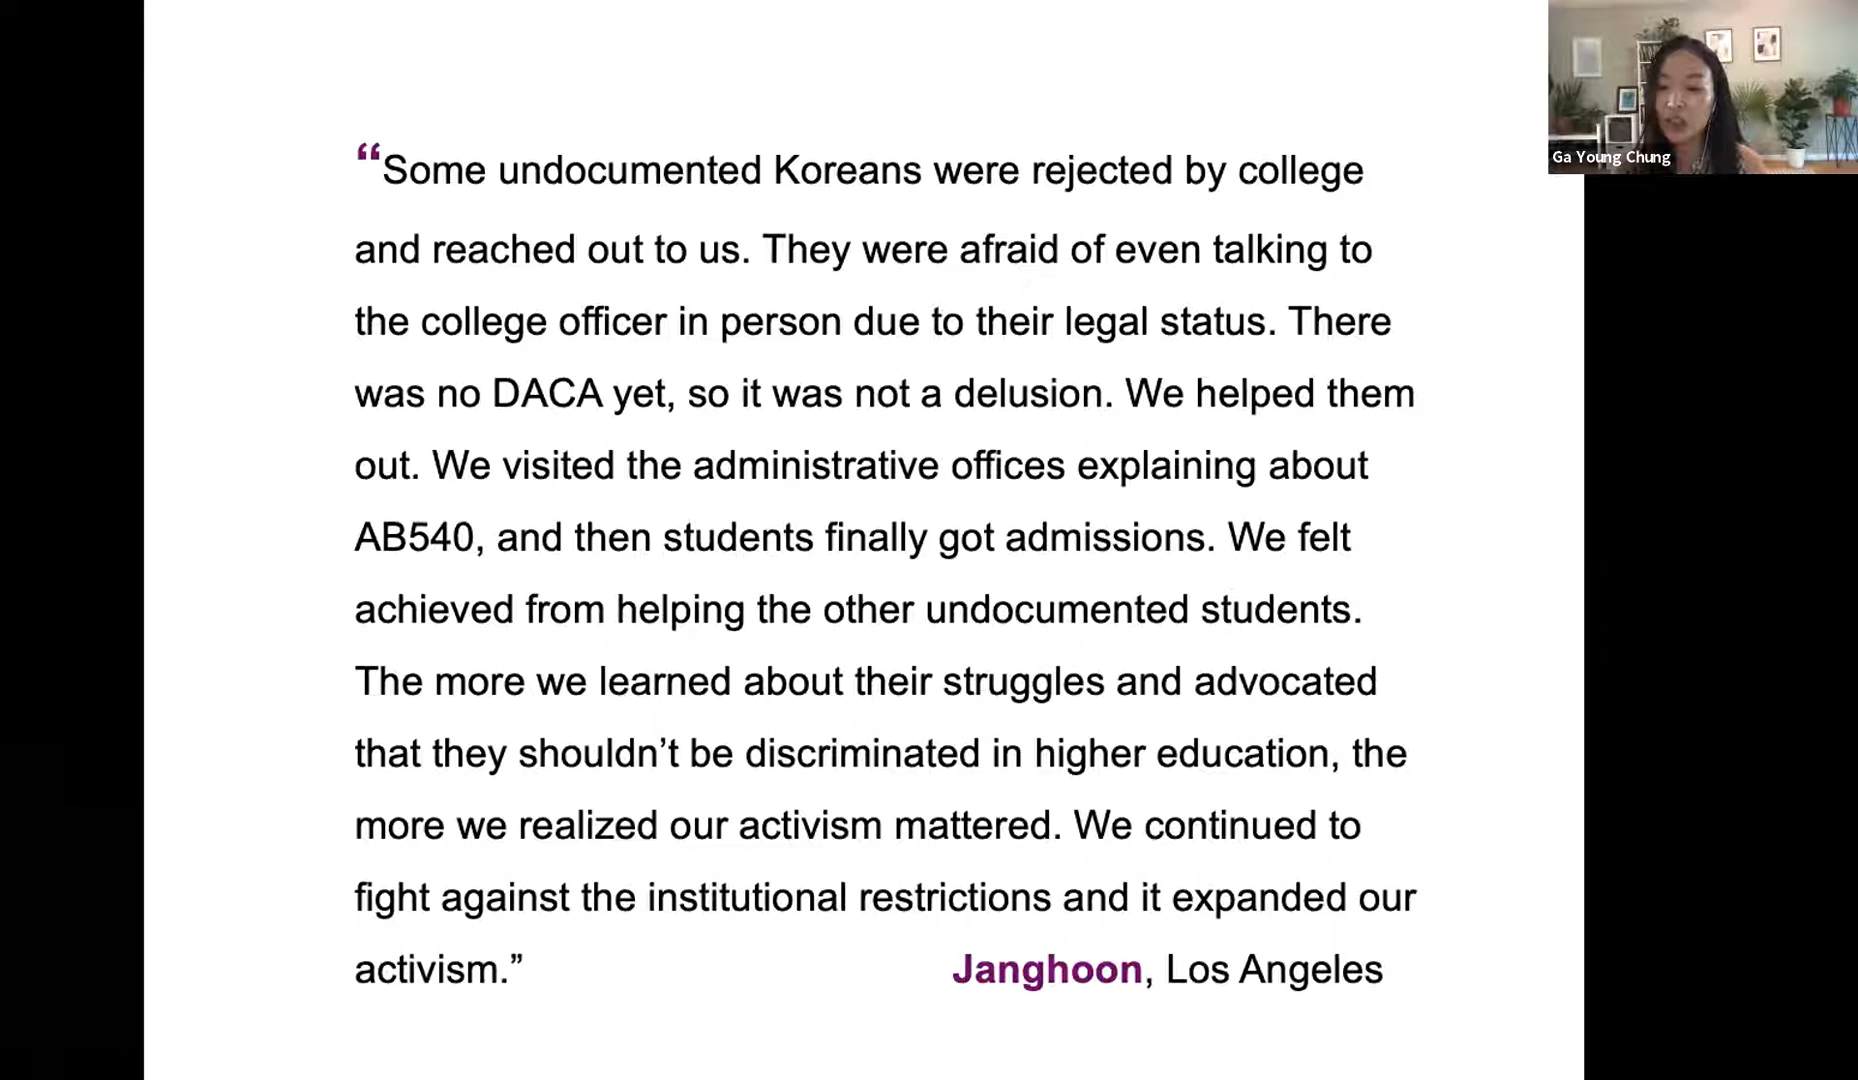 “Some undocumented Koreans were rejected by college
and reached out to us. They were afraid of even talking to
the college officer in person due to their legal status. There
was no DACA yet, so it was not a delusion. We helped them
out. We visited the administrative offices explaining about
AB540, and then students finally got admissions. We felt
achieved from helping the other undocumented students.
The more we learned about their struggles and advocated
that they shouldn’t be discriminated in higher education, the
more we realized our activism mattered. We continued to
fight against the institutional restrictions and it expanded our
activism.”
Janghoon, Los Angeles
Ga Young Chung